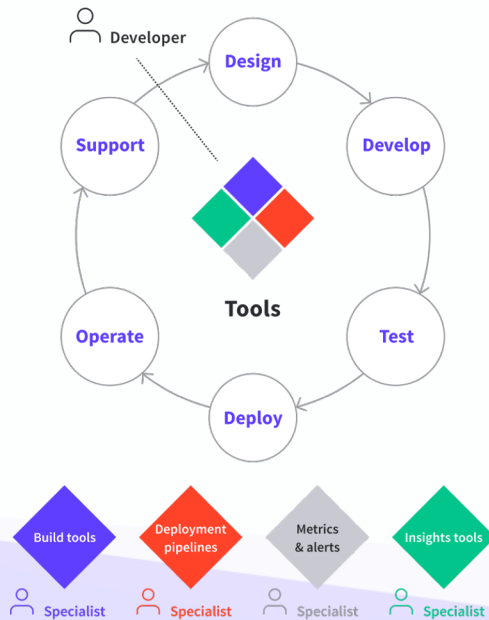 Developer
Design
Support
Develop
Tools
Operate
Test
Deploy
Build tools
Deployment
pipelines
Metrics
& alerts
Insights tools
Specialist
Specialist
Specialist
Specialist